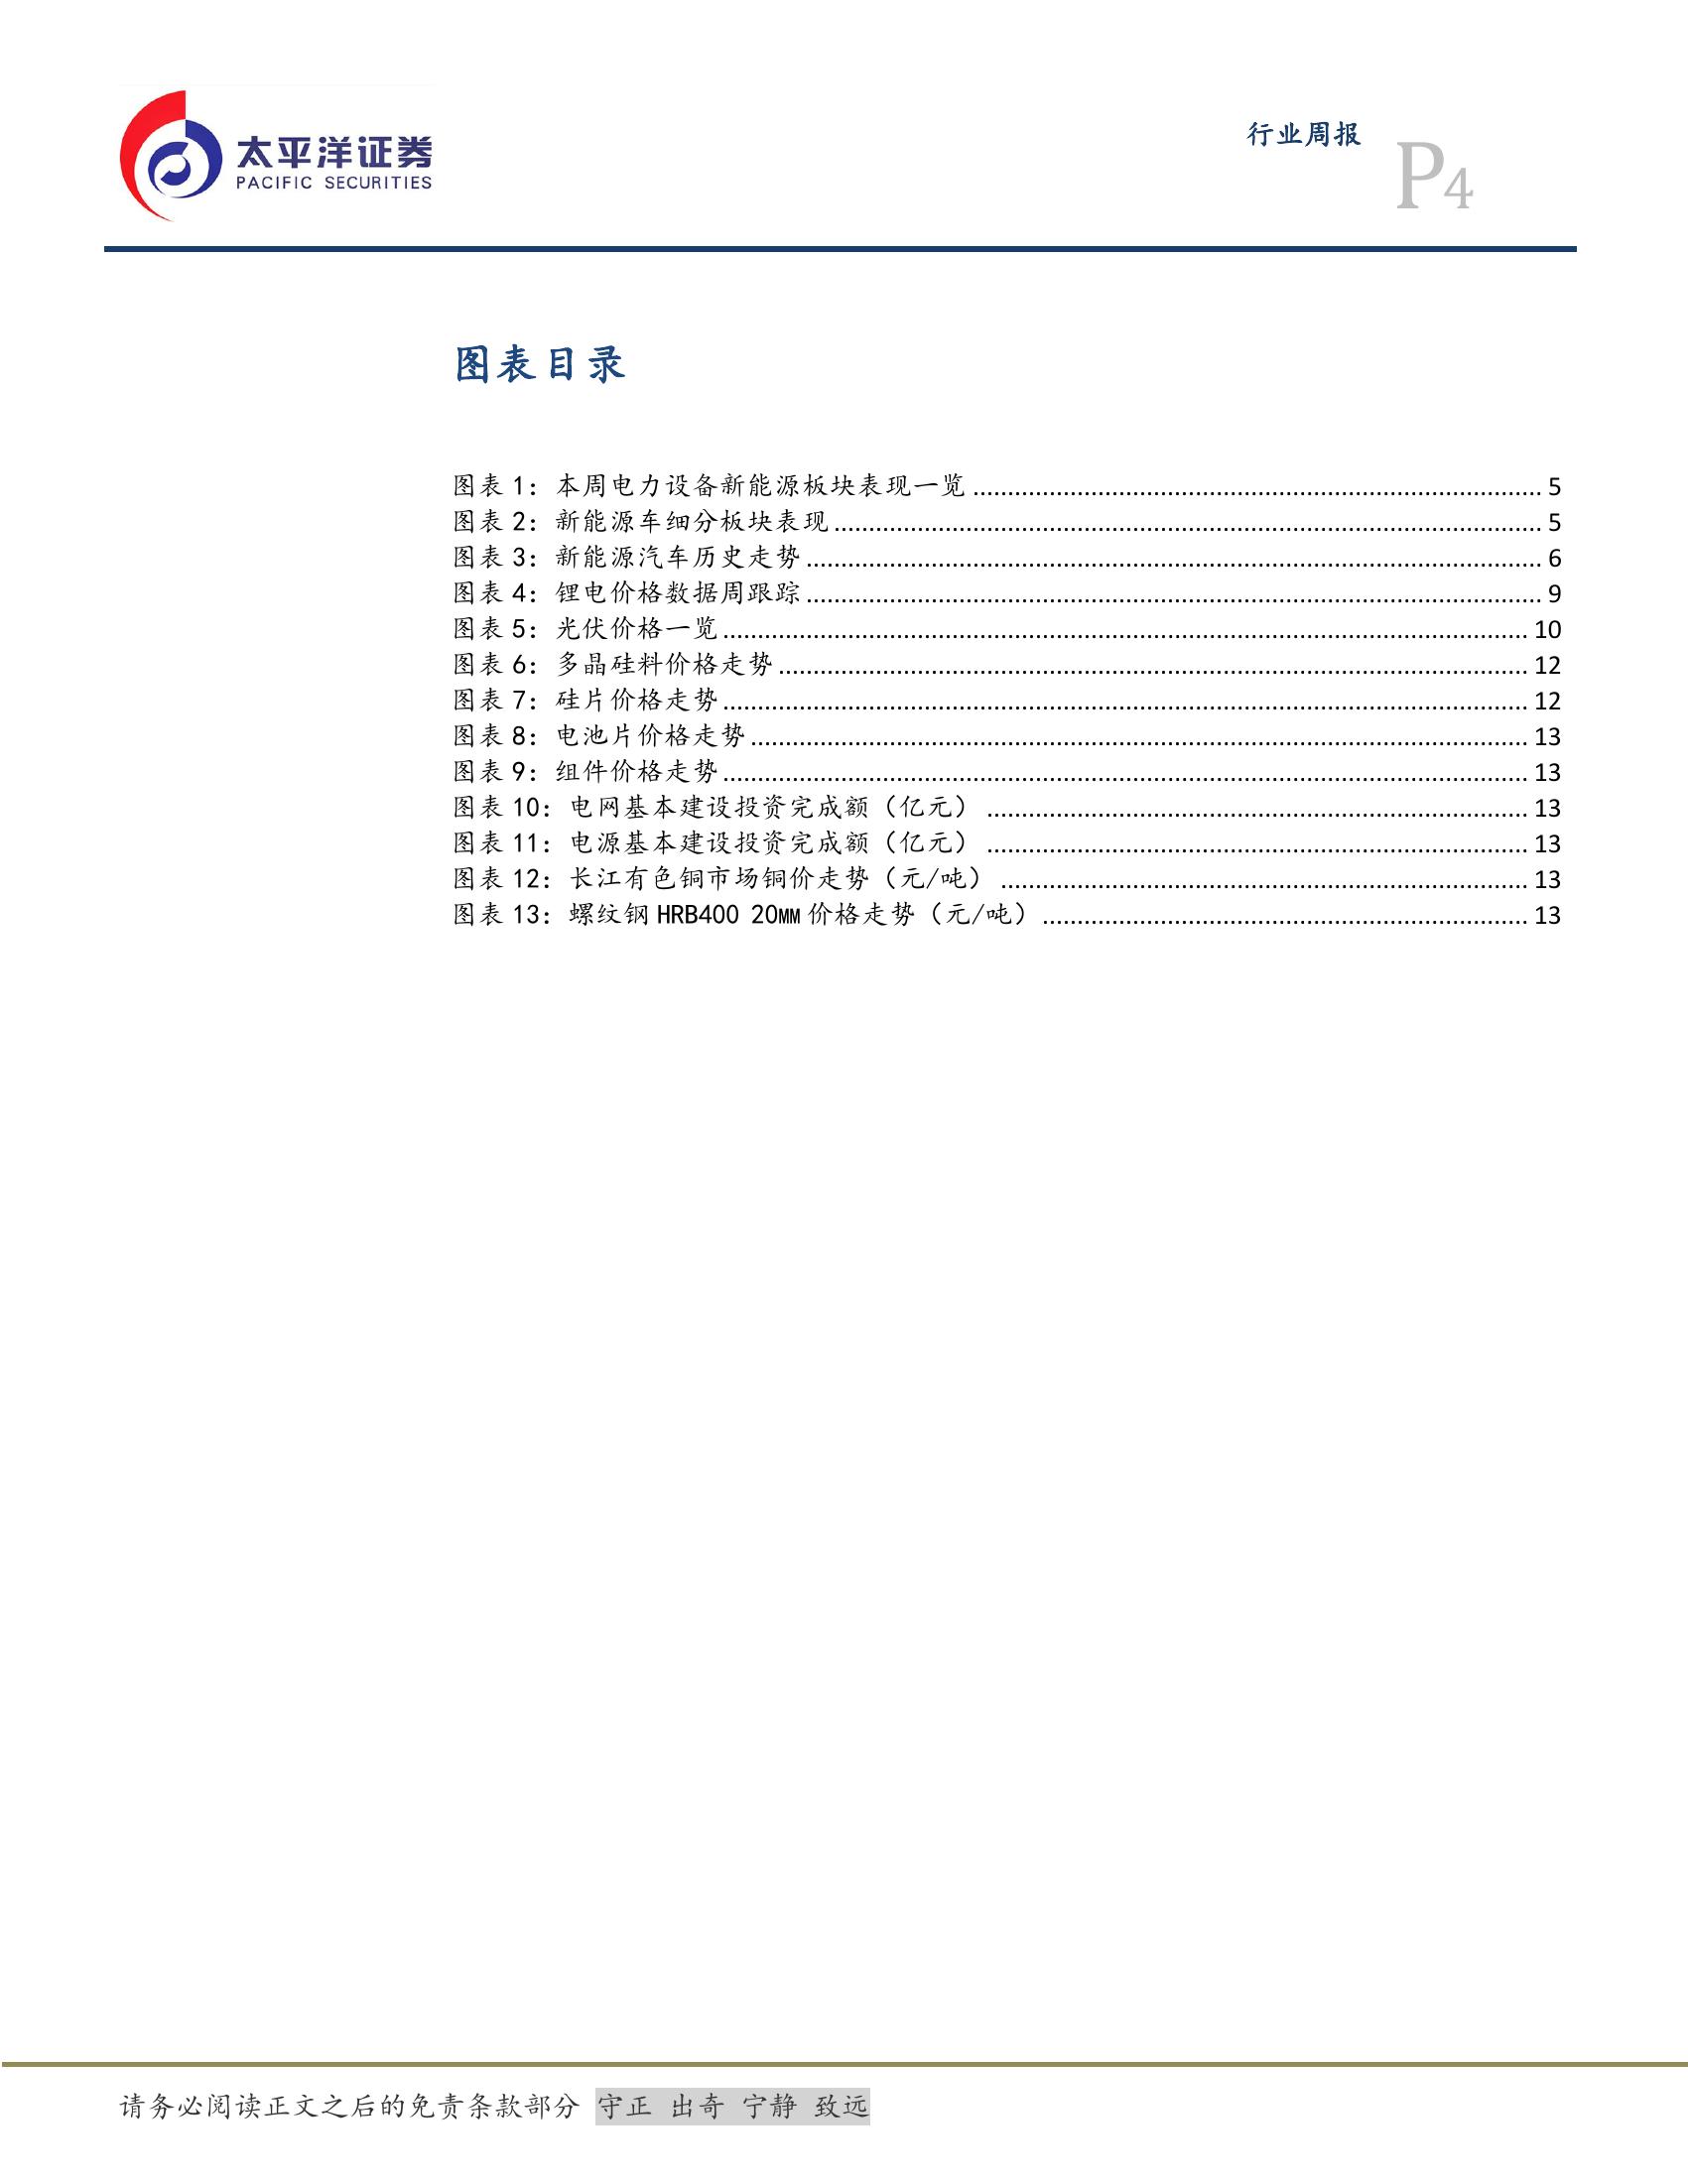 太平洋证券
PACIFIC SECURITIES
行业周报
P4
图表目录
图表 1：本周电力设备新能源板块表现一览 ........ 5
图表 2：新能源车细分板块表现 ........ 5
图表 3：新能源汽车历史走势 ........ 6
图表 4：锂电价格数据周跟踪 ........ 9
图表 5：光伏价格一览 ........ 10
图表 6：多晶硅料价格走势 ........ 12
图表 7：硅片价格走势 ........ 12
图表 8：电池片价格走势 ........ 13
图表 9：组件价格走势 ........ 13
图表 10：电网基本建设投资完成额（亿元） ........ 13
图表 11：电源基本建设投资完成额（亿元） ........ 13
图表 12：长江有色铜市场铜价走势（元/吨） ........ 13
图表 13：螺纹钢 HRB400 20MM 价格走势（元/吨） ........ 13
请务必阅读正文之后的免责条款部分 守正 出奇 宁静 致远